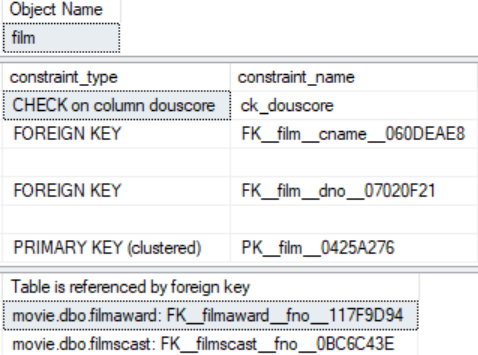 Object Name
film
constraint_type constraint_name
CHECK on column douscore ck_douscore
FOREIGN KEY FK__film__cname__060DEAE8
FOREIGN KEY FK__film__dno__07020F21
PRIMARY KEY (clustered) PK__film__0425A276
Table is referenced by foreign key
movie.dbo.filmaward: FK__filmaward__fno__117F9D94
movie.dbo.filmscast: FK__filmscast__fno__0BC6C43E